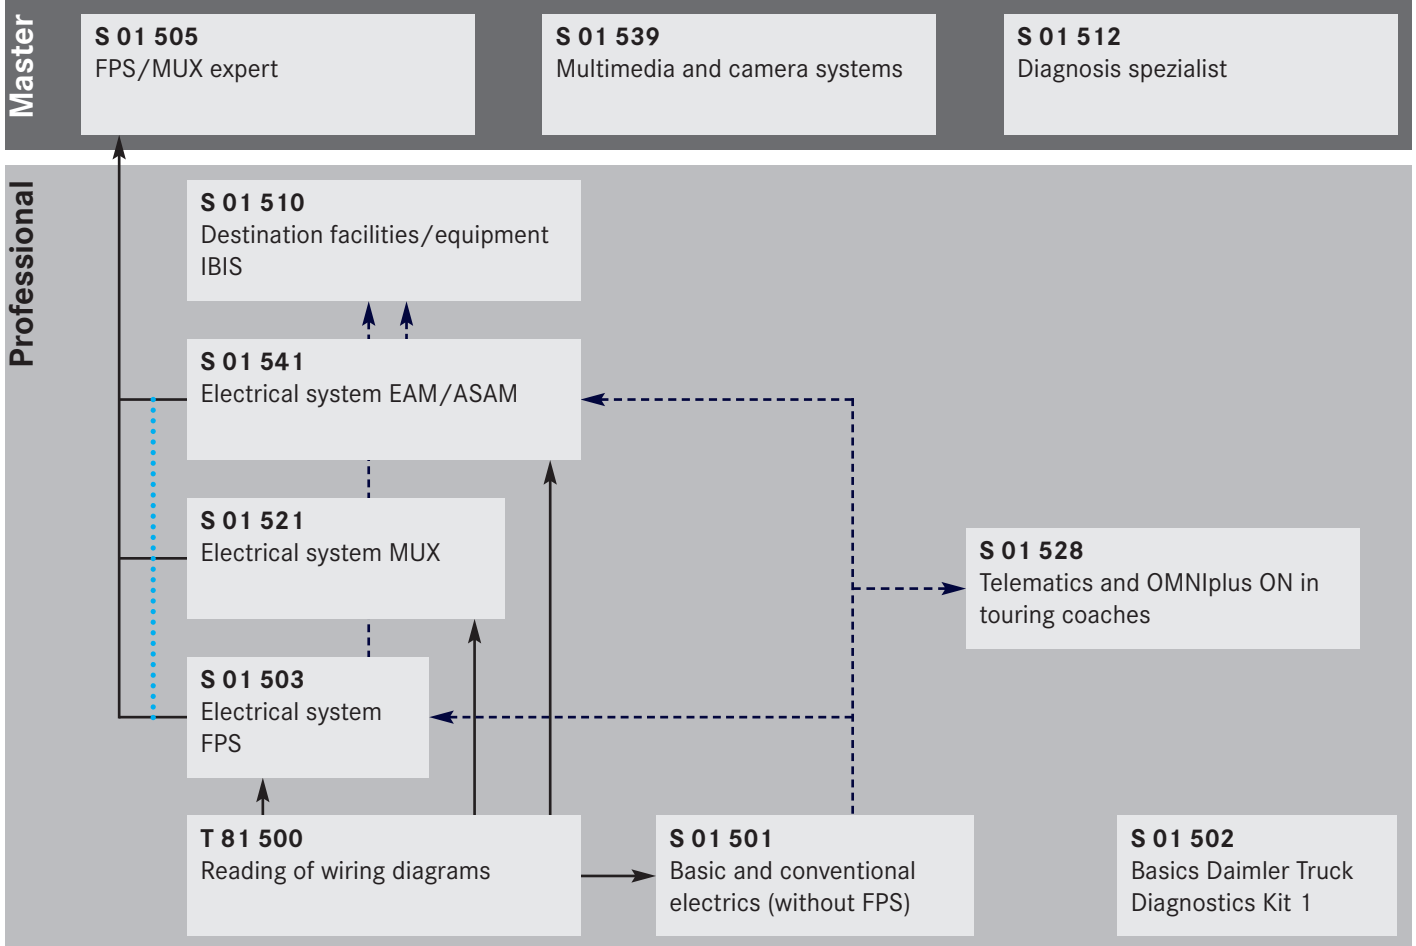 Master
S 01 505
FPS/MUX expert
S 01 539
Multimedia and camera systems
S 01 512
Diagnosis spezialist
Professional
S 01 510
Destination facilities/equipment
IBIS
S 01 541
Electrical system EAM/ASAM
S 01 521
Electrical system MUX
S 01 528
Telematics and OMNIplus ON in
touring coaches
S 01 503
Electrical system
FPS
T 81 500
Reading of wiring diagrams
S 01 501
Basic and conventional
electrics (without FPS)
S 01 502
Basics Daimler Truck
Diagnostics Kit 1